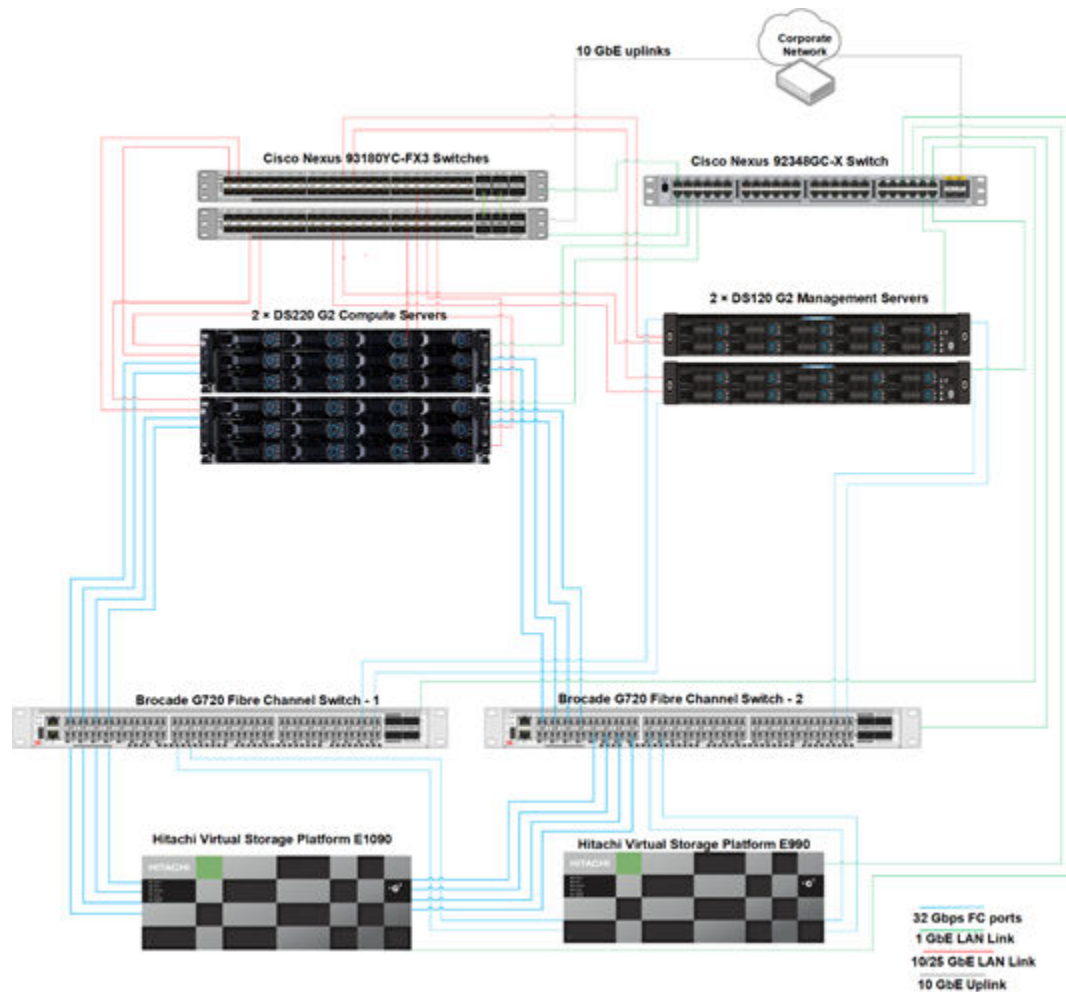 Corporate
Network
10 GbE uplinks
Cisco Nexus 93180YC-FX3 Switches
Cisco Nexus 92348GC-X Switch
2 × DS120 G2 Management Servers
2 × DS220 G2 Compute Servers
Brocade G720 Fibre Channel Switch - 1
Brocade G720 Fibre Channel Switch - 2
Hitachi Virtual Storage Platform E1090
Hitachi Virtual Storage Platform E990
HITACHI
HITACHI
32 Gbps FC ports
1 GbE LAN Link
10/25 GbE LAN Link
10 GbE Uplink